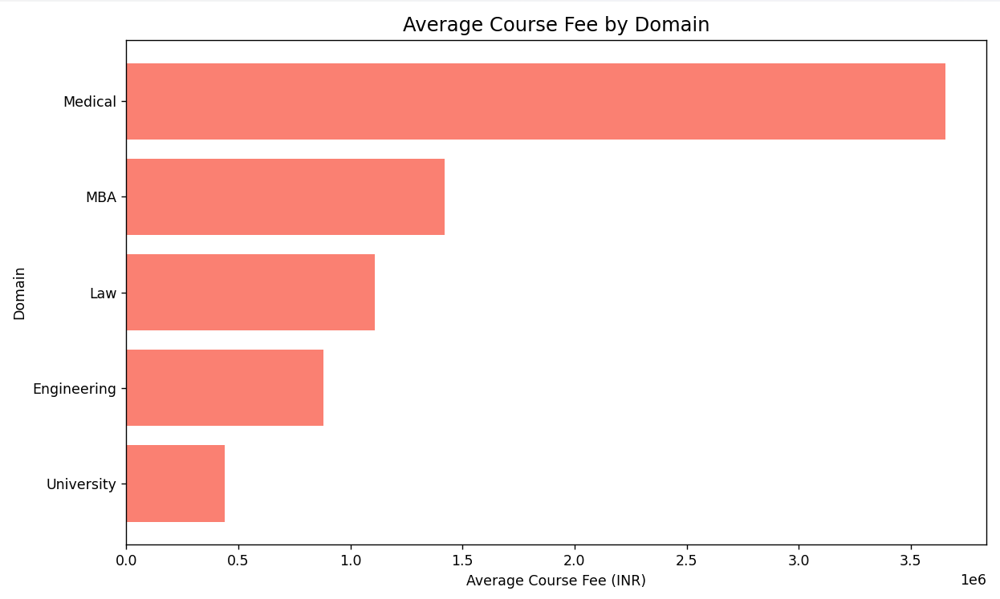 Average Course Fee by Domain
Medical
MBA
Law
Engineering
University
Domain
0.0 0.5 1.0 1.5 2.0 2.5 3.0 3.5
1e6
Average Course Fee (INR)